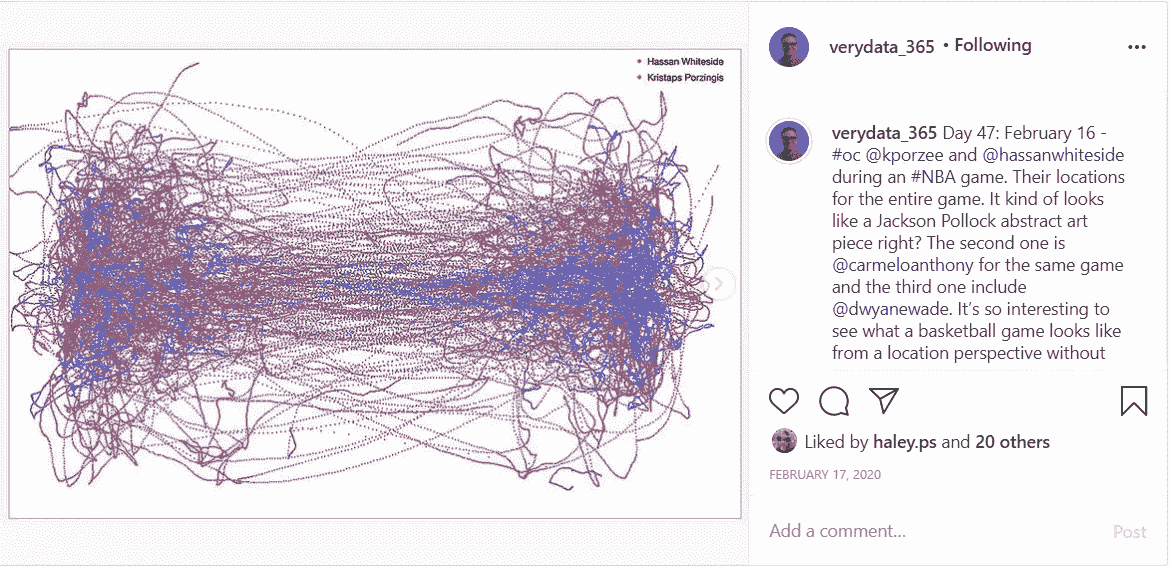 Hassan Whiteside
Kristaps Porzingis
verydata_365 • Following
verydata_365 Day 47: February 16 -
#oc @kporzee and @hassanwhiteside
during an #NBA game. Their locations
for the entire game. It kind of looks
like a Jackson Pollock abstract art
piece right? The second one is
@carmeloanthony for the same game
and the third one include
@dwyanewade. It’s so interesting to
see what a basketball game looks like
from a location perspective without
Liked by haley.ps and 20 others
FEBRUARY 17, 2020
Add a comment...
Post